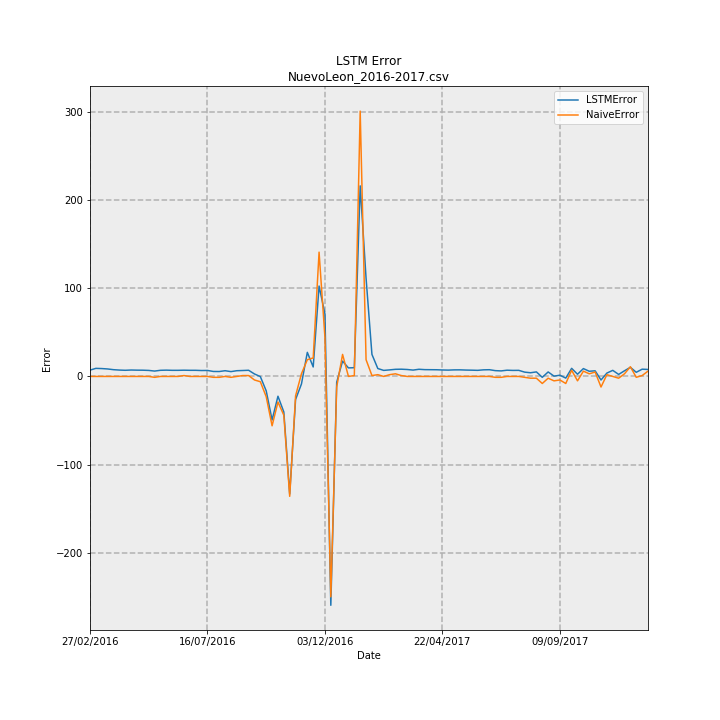 LSTM Error
NuevoLeon_2016-2017.csv
LSTMError
NaiveError
300
200
100
0
−100
−200
Error
27/02/2016
16/07/2016
03/12/2016
22/04/2017
09/09/2017
Date